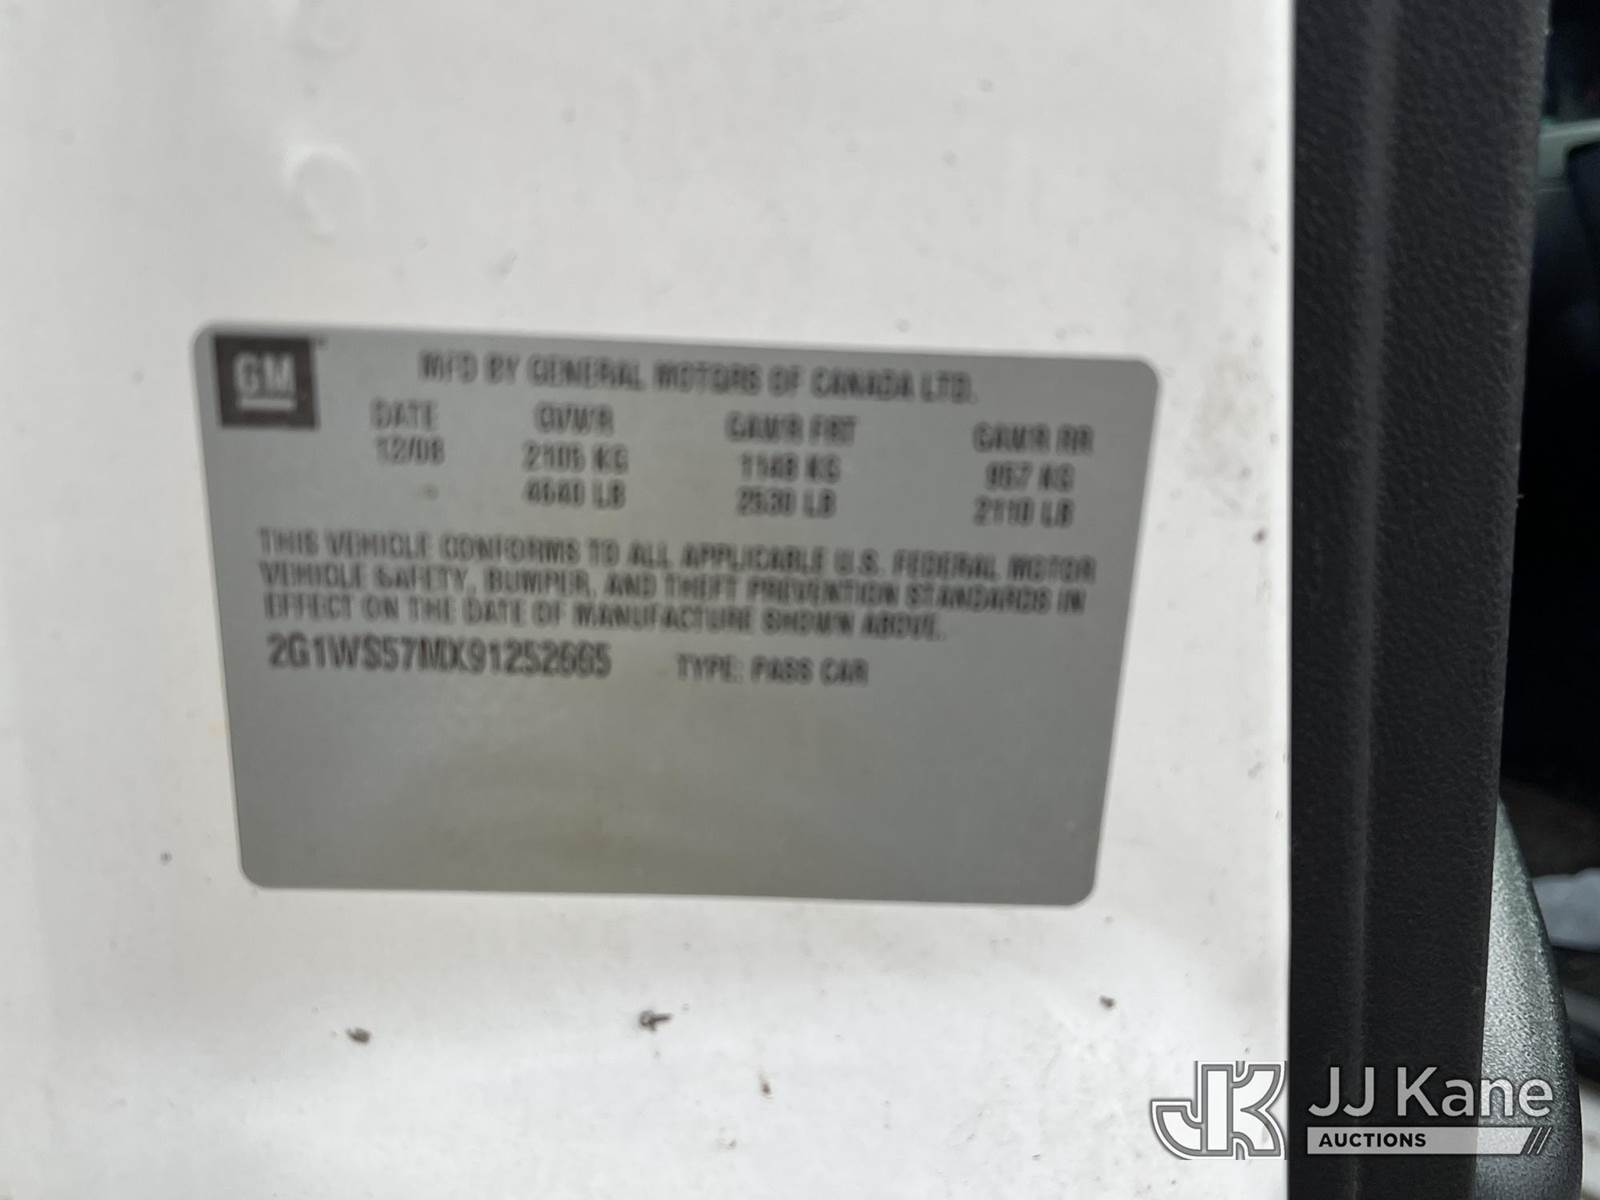 GM
MFD BY GENERAL MOTORS OF CANADA LTD.
DATE GVWR GAWR FRT GAWR RR
12/08 2105 KG 1148 KG 957 KG
4640 LB 2530 LB 2110 LB
THIS VEHICLE CONFORMS TO ALL APPLICABLE U.S. FEDERAL MOTOR
VEHICLE SAFETY, BUMPER, AND THEFT PREVENTION STANDARDS IN
EFFECT ON THE DATE OF MANUFACTURE SHOWN ABOVE.
2G1WS57MX91252665 TYPE: PASS CAR
JK JJ Kane
AUCTIONS